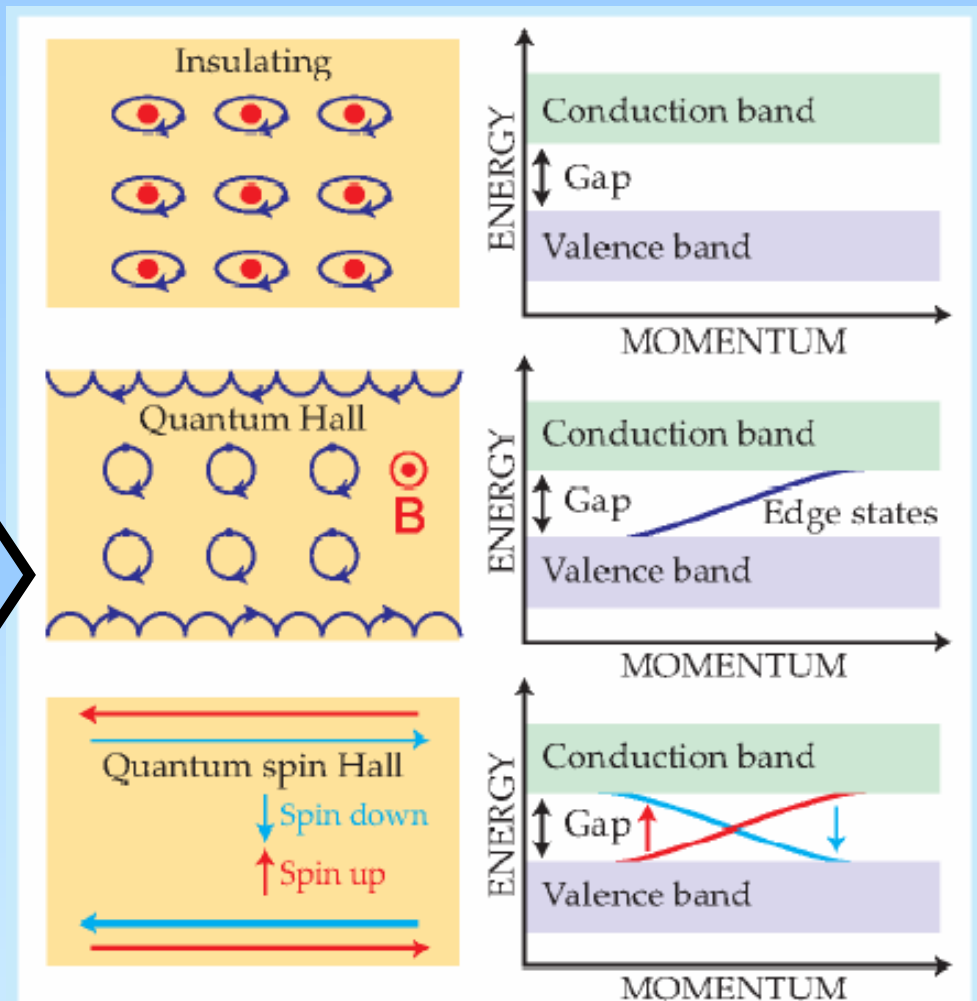 Insulating
ENERGY
Conduction band
Gap
Valence band
MOMENTUM
Quantum Hall
B
ENERGY
Conduction band
Gap
Edge states
Valence band
MOMENTUM
Quantum spin Hall
Spin down
Spin up
ENERGY
Conduction band
Gap
Valence band
MOMENTUM